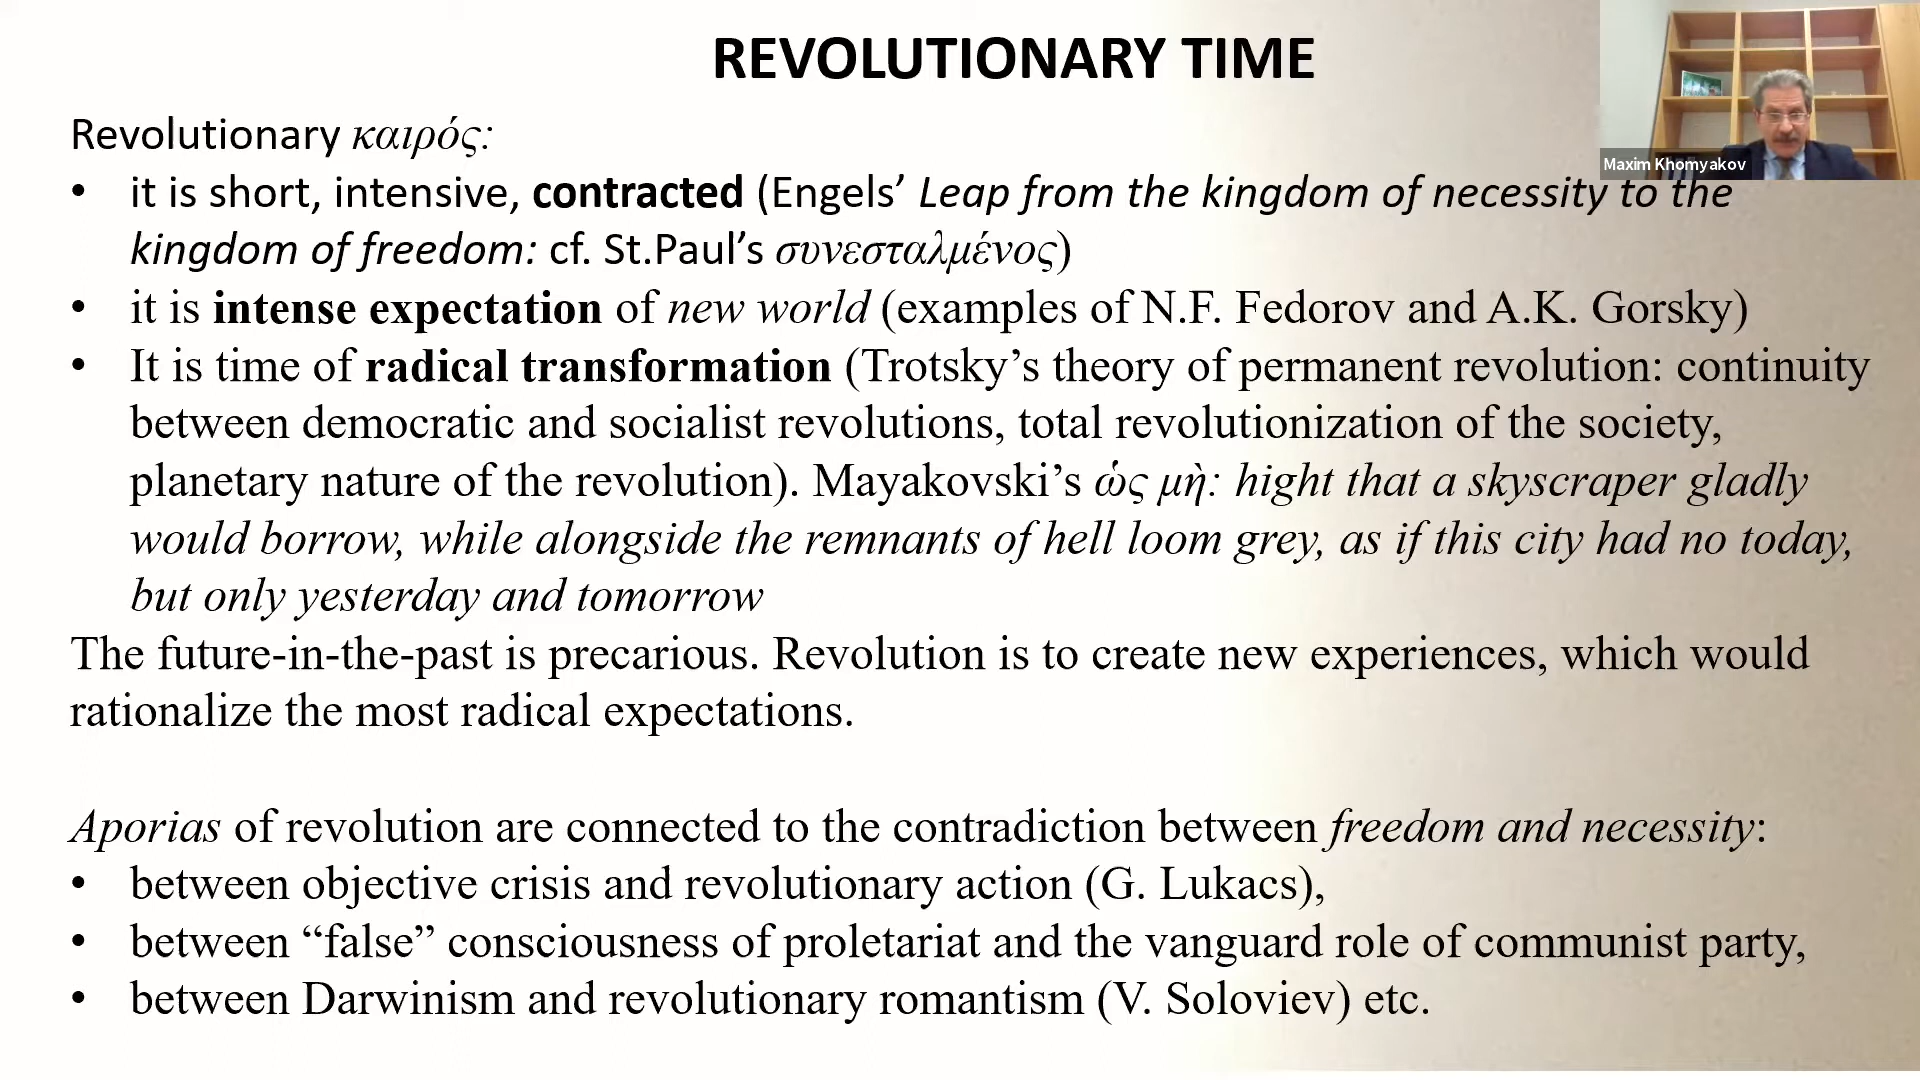 REVOLUTIONARY TIME
Maxim Khomyakov
Revolutionary καιρός:
• it is short, intensive, contracted (Engels’ Leap from the kingdom of necessity to the
kingdom of freedom: cf. St.Paul’s συνεσταλμένος)
• it is intense expectation of new world (examples of N.F. Fedorov and A.K. Gorsky)
• It is time of radical transformation (Trotsky’s theory of permanent revolution: continuity
between democratic and socialist revolutions, total revolutionization of the society,
planetary nature of the revolution). Mayakovski’s ὡς μὴ: hight that a skyscraper gladly
would borrow, while alongside the remnants of hell loom grey, as if this city had no today,
but only yesterday and tomorrow
The future-in-the-past is precarious. Revolution is to create new experiences, which would
rationalize the most radical expectations.
Aporias of revolution are connected to the contradiction between freedom and necessity:
• between objective crisis and revolutionary action (G. Lukacs),
• between “false” consciousness of proletariat and the vanguard role of communist party,
• between Darwinism and revolutionary romantism (V. Soloviev) etc.